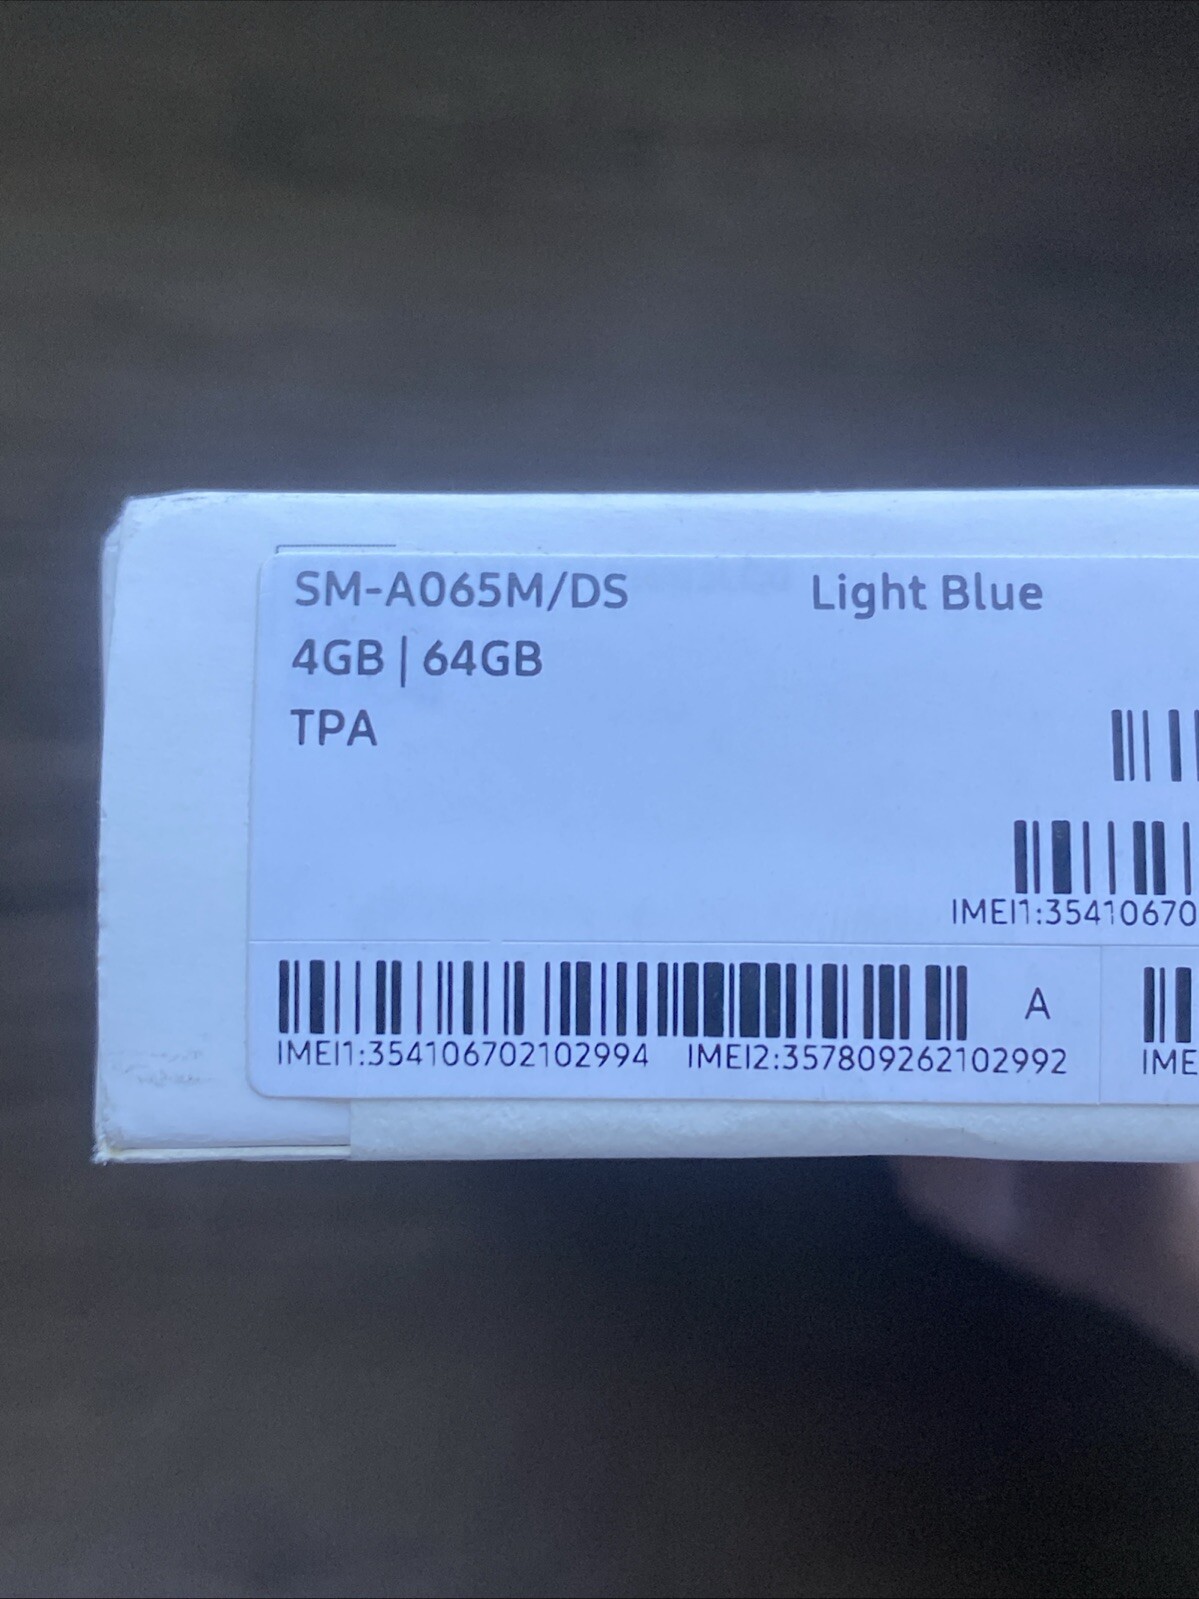 SM-A065M/DS Light Blue
4GB | 64GB
TPA
IMEI1:35410670
IMEI1:354106702102994 IMEI2:357809262102992 A
IME